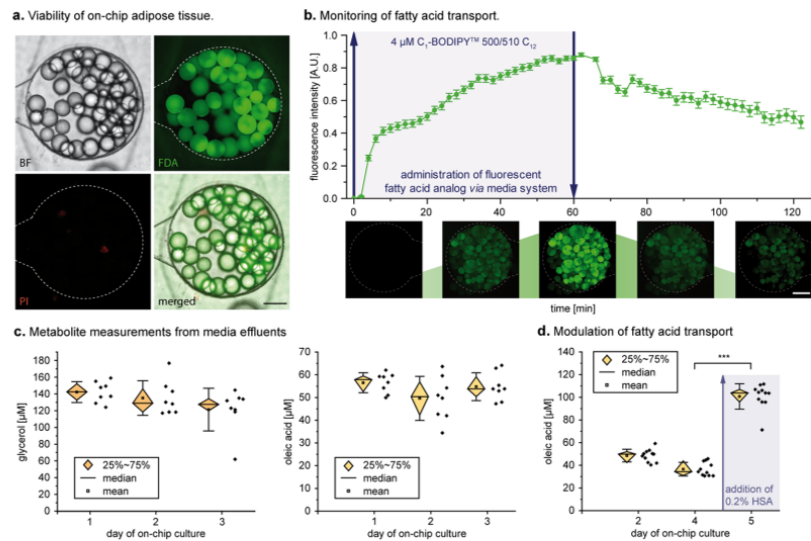 a. Viability of on-chip adipose tissue.
BF
FDA
PI
merged
b. Monitoring of fatty acid transport.
fluorescence intensity [A.U.]
1.0
0.8
0.6
0.4
0.2
0.0
4 µM C1-BODIPY™ 500/510 C12
administration of fluorescent
fatty acid analog via media system
0 20 40 60 80 100 120
time [min]
c. Metabolite measurements from media effluents
glycerol [µM]
180
160
140
120
100
80
60
40
20
0
25%~75%
median
mean
1 2 3
day of on-chip culture
oleic acid [µM]
70
60
50
40
30
20
10
0
25%~75%
median
mean
1 2 3
day of on-chip culture
d. Modulation of fatty acid transport
oleic acid [µM]
140
120
100
80
60
40
20
0
25%~75%
median
mean
***
addition of
0.2% HSA
2 4 5
day of on-chip culture